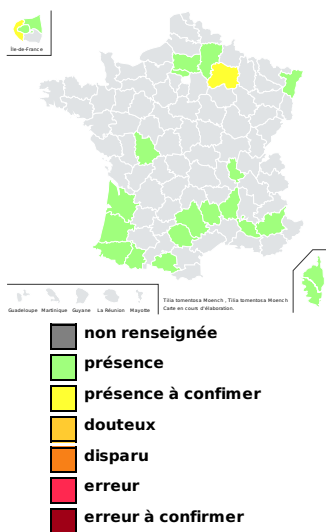 Île-de-France
Guadeloupe Martinique Guyane La Réunion Mayotte
Tilia tomentosa Moench , Tilia tomentosa Moench
Carte en cours d'élaboration.
non renseignée
présence
présence à confimer
douteux
disparu
erreur
erreur à confirmer